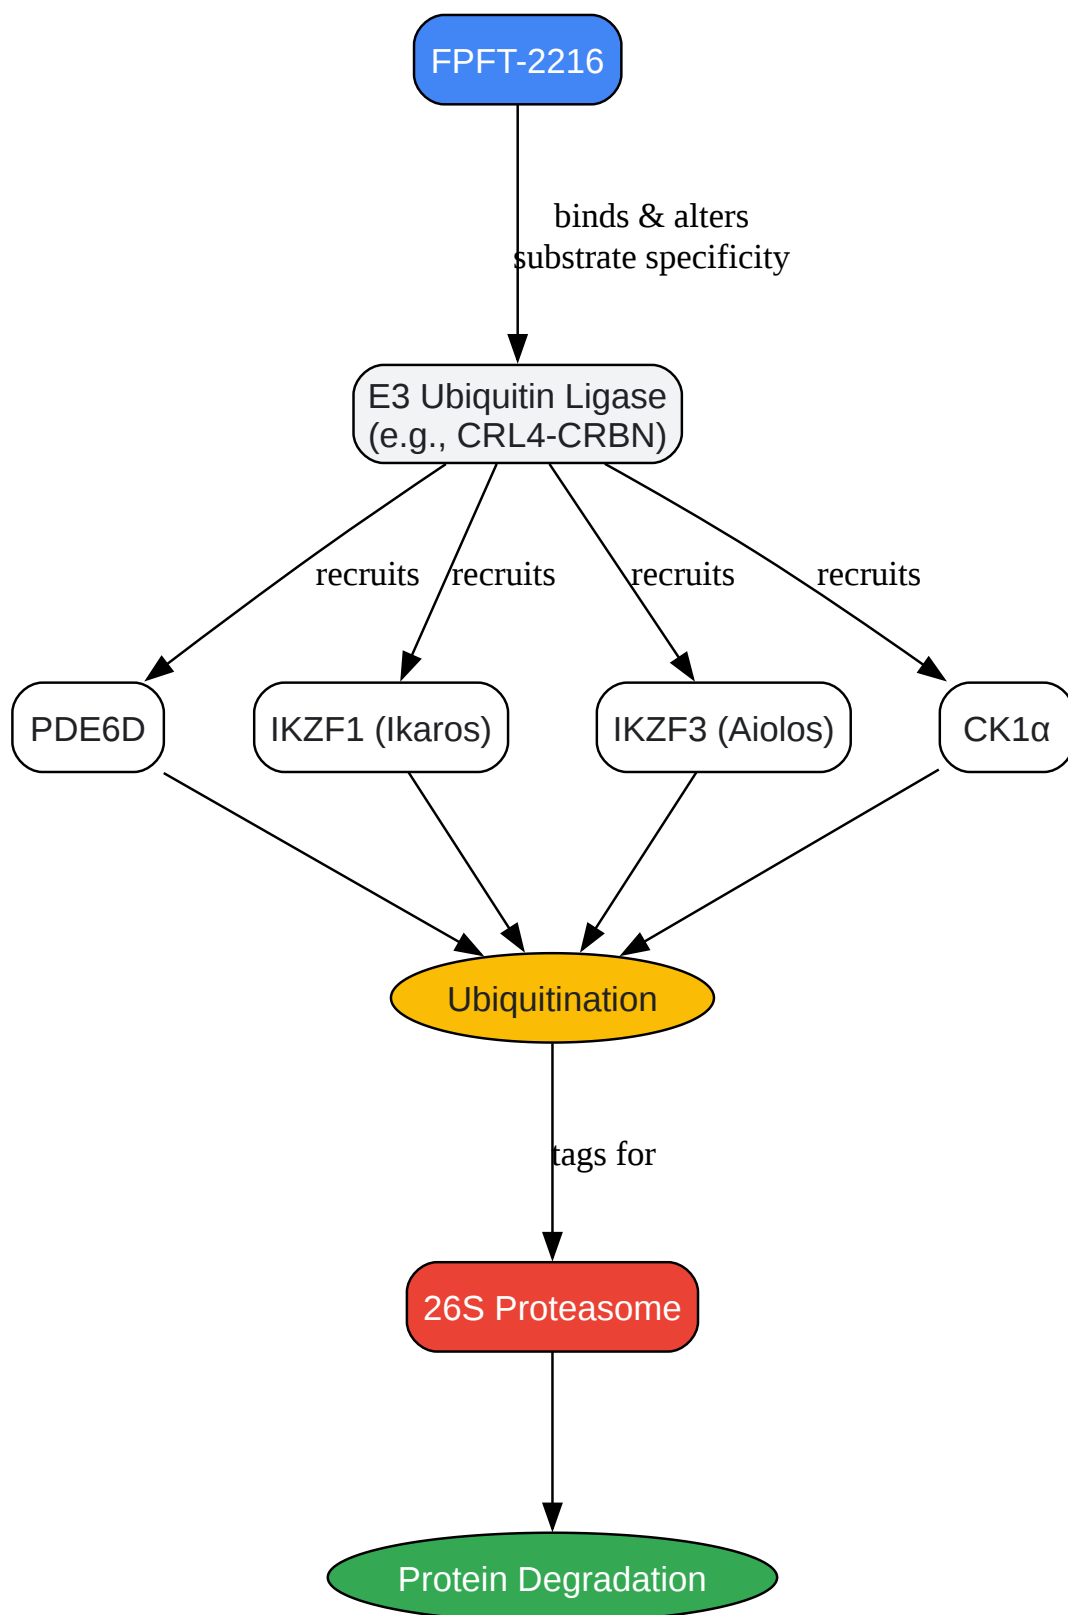 FPFT-2216
binds & alters
substrate specificity
E3 Ubiquitin Ligase
(e.g., CRL4-CRBN)
recruits
recruits
recruits
recruits
PDE6D
IKZF1 (Ikaros)
IKZF3 (Aiolos)
CK1α
Ubiquitination
tags for
26S Proteasome
Protein Degradation